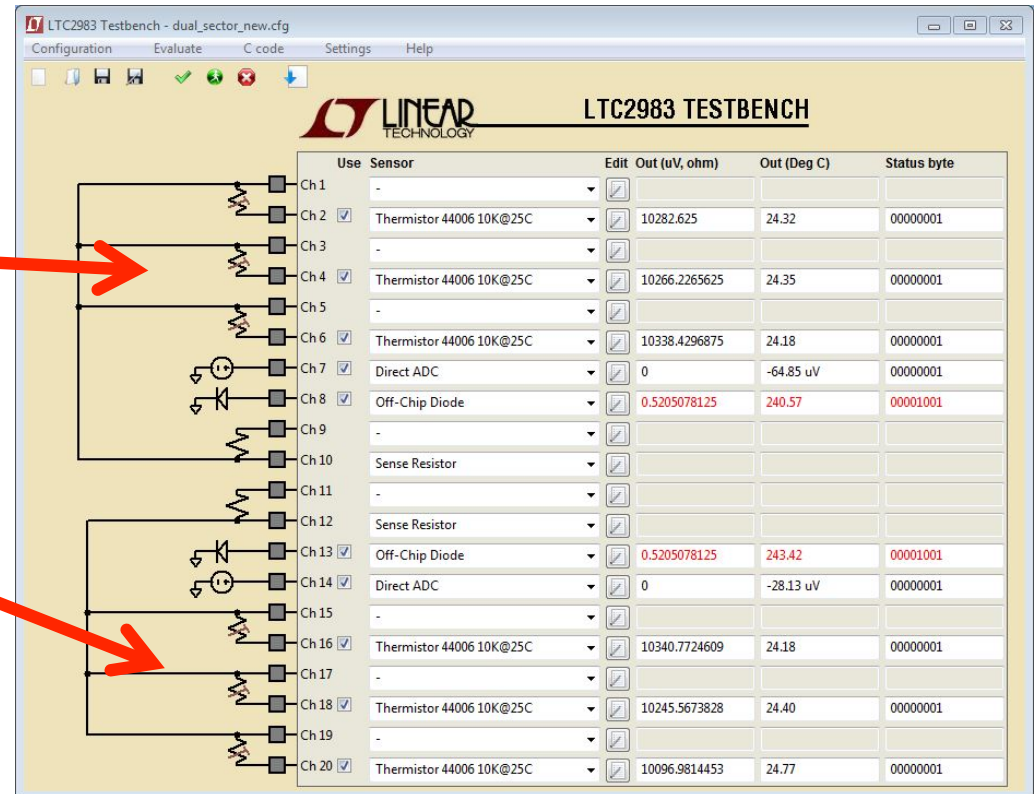 LTC2983 Testbench - dual_sector_new.cfg
Configuration Evaluate C code Settings Help
LINEAR
TECHNOLOGY
LTC2983 TESTBENCH
Use Sensor Edit Out (uV, ohm) Out (Deg C) Status byte
Ch 1 -
Ch 2 Thermistor 44006 10K@25C 10282.625 24.32 00000001
Ch 3 -
Ch 4 Thermistor 44006 10K@25C 10266.2265625 24.35 00000001
Ch 5 -
Ch 6 Thermistor 44006 10K@25C 10338.4296875 24.18 00000001
Ch 7 Direct ADC 0 -64.85 uV 00000001
Ch 8 Off-Chip Diode 0.5205078125 240.57 00001001
Ch 9 -
Ch 10 Sense Resistor
Ch 11 -
Ch 12 Sense Resistor
Ch 13 Off-Chip Diode 0.5205078125 243.42 00001001
Ch 14 Direct ADC 0 -28.13 uV 00000001
Ch 15 -
Ch 16 Thermistor 44006 10K@25C 10340.7724609 24.18 00000001
Ch 17 -
Ch 18 Thermistor 44006 10K@25C 10245.5673828 24.40 00000001
Ch 19 -
Ch 20 Thermistor 44006 10K@25C 10096.9814453 24.77 00000001